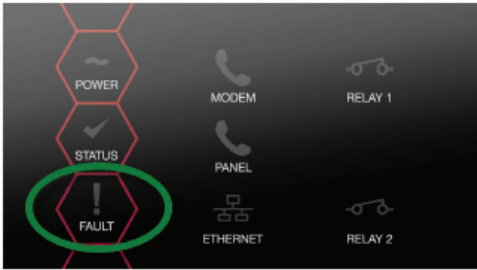 POWER
MODEM
RELAY 1
STATUS
PANEL
FAULT
ETHERNET
RELAY 2